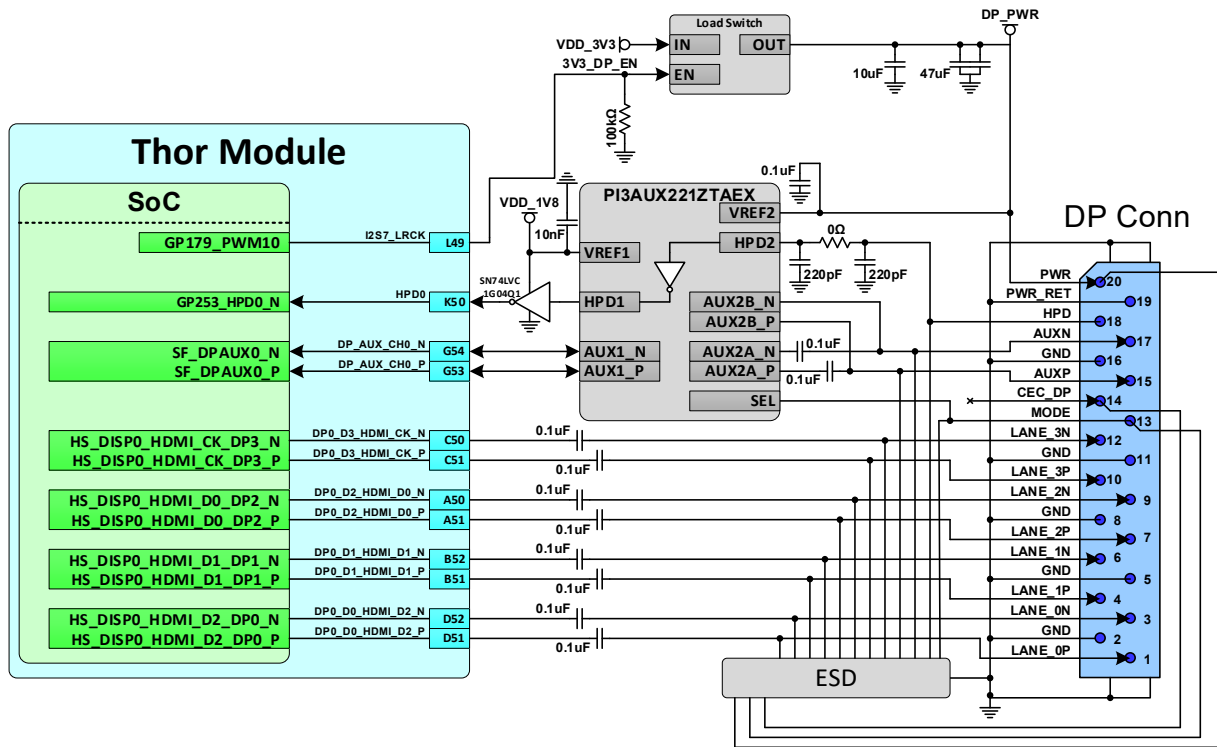 DP_PWR
Load Switch
VDD_3V3
IN
OUT
3V3_DP_EN
EN
10uF
47uF
100kΩ
Thor Module
SoC
GP179_PWM10
I2S7_LRCK
L49
VDD_1V8
10nF
PI3AUX221ZTAEX
0.1uF
VREF2
VREF1
HPD2
0Ω
220pF
220pF
DP Conn
GP253_HPD0_N
HPD0
K50
SN74LVC
1G04Q1
HPD1
AUX2B_N
AUX2B_P
SF_DPAUX0_N
DP_AUX_CH0_N
G54
AUX1_N
AUX2A_N
0.1uF
SF_DPAUX0_P
DP_AUX_CH0_P
G53
AUX1_P
AUX2A_P
0.1uF
SEL
PWR
20
PWR_RET
19
HPD
18
AUXN
17
GND
16
AUXP
15
CEC_DP
14
MODE
13
LANE_3N
12
GND
11
LANE_3P
10
LANE_2N
9
GND
8
LANE_2P
7
LANE_1N
6
GND
5
LANE_1P
4
LANE_0N
3
GND
2
LANE_0P
1
HS_DISP0_HDMI_CK_DP3_N
DP0_D3_HDMI_CK_N
C50
0.1uF
HS_DISP0_HDMI_CK_DP3_P
DP0_D3_HDMI_CK_P
C51
0.1uF
HS_DISP0_HDMI_D0_DP2_N
DP0_D2_HDMI_D0_N
A50
0.1uF
HS_DISP0_HDMI_D0_DP2_P
DP0_D2_HDMI_D0_P
A51
0.1uF
HS_DISP0_HDMI_D1_DP1_N
DP0_D1_HDMI_D1_N
B52
0.1uF
HS_DISP0_HDMI_D1_DP1_P
DP0_D1_HDMI_D1_P
B51
0.1uF
HS_DISP0_HDMI_D2_DP0_N
DP0_D0_HDMI_D2_N
D52
0.1uF
HS_DISP0_HDMI_D2_DP0_P
DP0_D0_HDMI_D2_P
D51
0.1uF
ESD